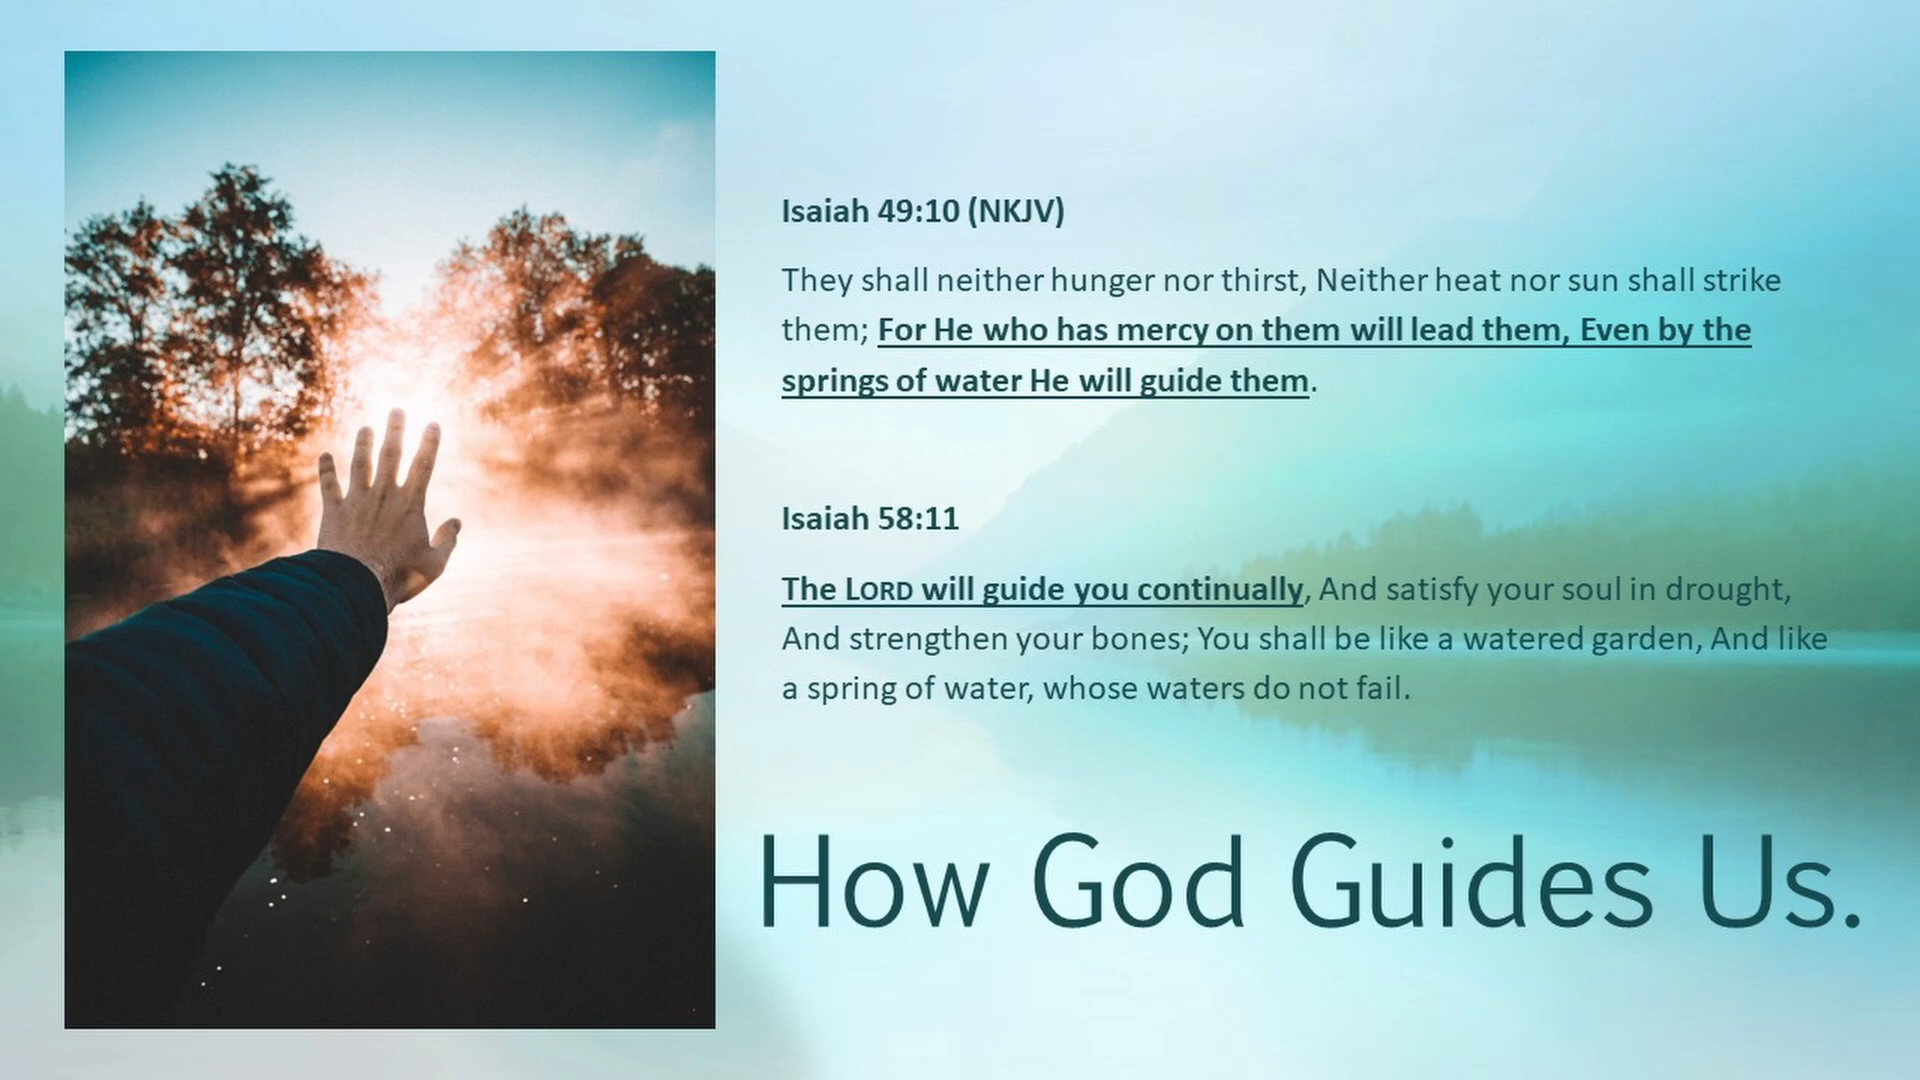 Isaiah 49:10 (NKJV)
They shall neither hunger nor thirst, Neither heat nor sun shall strike
them; For He who has mercy on them will lead them, Even by the
springs of water He will guide them.
Isaiah 58:11
The LORD will guide you continually, And satisfy your soul in drought,
And strengthen your bones; You shall be like a watered garden, And like
a spring of water, whose waters do not fail.
How God Guides Us.